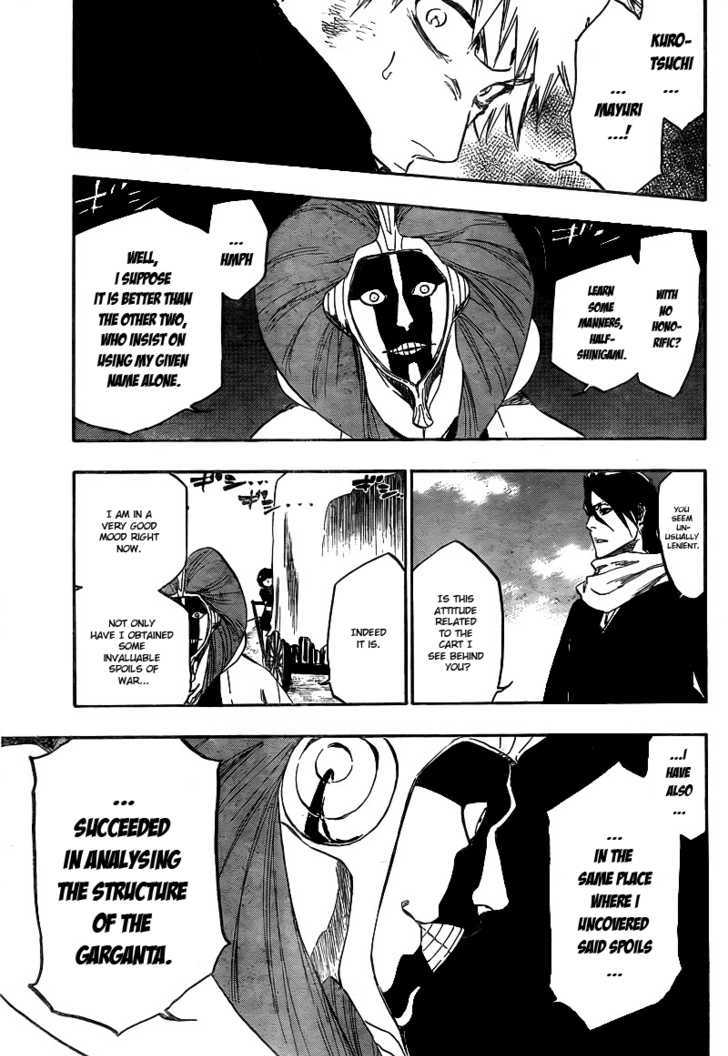 KURO-
TSUCHI
...
...
MAYURI
...!
WITH
NO
HONO-
RIFIC?
LEARN
SOME
MANNERS,
HALF-
SHINIGAMI.
...
HMPH
WELL,
I SUPPOSE
IT IS BETTER THAN
THE OTHER TWO,
WHO INSIST ON
USING MY GIVEN
NAME ALONE.
YOU
SEEM
UN-
USUALLY
LENIENT.
IS THIS
ATTITUDE
RELATED
TO THE
CART I
SEE BEHIND
YOU?
INDEED
IT IS.
I AM IN A
VERY GOOD
MOOD RIGHT
NOW.
NOT ONLY
HAVE I OBTAINED
SOME
INVALUABLE
SPOILS OF
WAR...
...I
HAVE
ALSO
...
...
IN THE
SAME PLACE
WHERE I
UNCOVERED
SAID SPOILS
...
...
SUCCEEDED
IN ANALYSING
THE STRUCTURE
OF THE
GARGANTA.